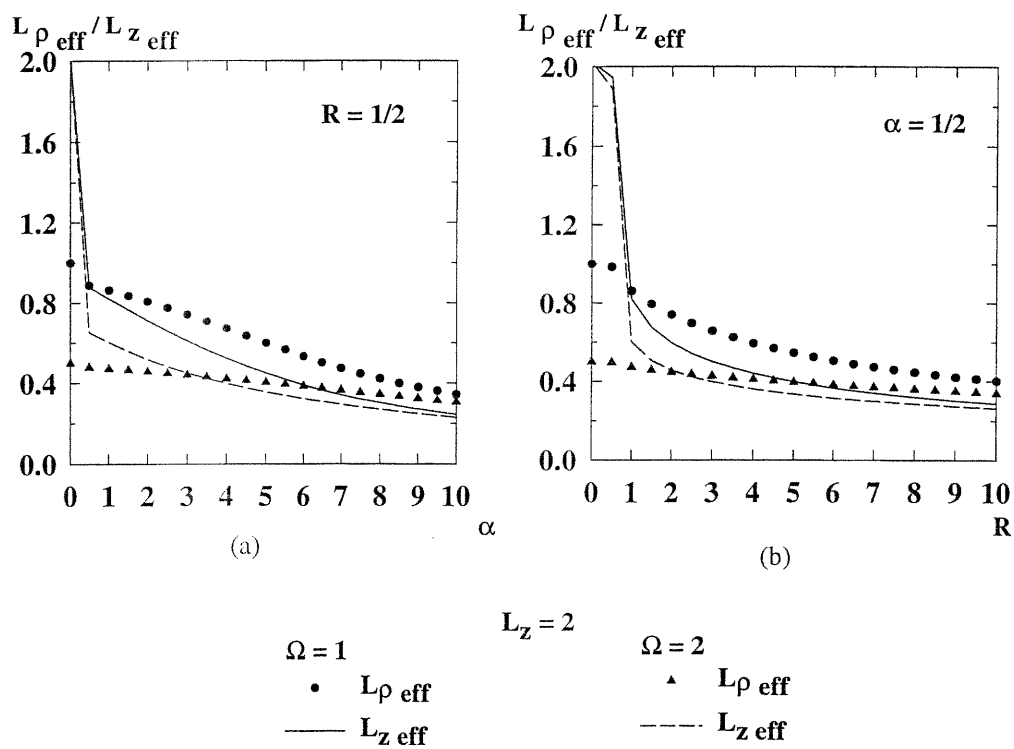 L ρ eff / L z eff
2.0
1.6
1.2
0.8
0.4
0.0
R = 1/2
0 1 2 3 4 5 6 7 8 9 10
α
(a)
L ρ eff / L z eff
2.0
1.6
1.2
0.8
0.4
0.0
α = 1/2
0 1 2 3 4 5 6 7 8 9 10
R
(b)
L z = 2
Ω = 1
L ρ eff
L z eff
Ω = 2
L ρ eff
L z eff